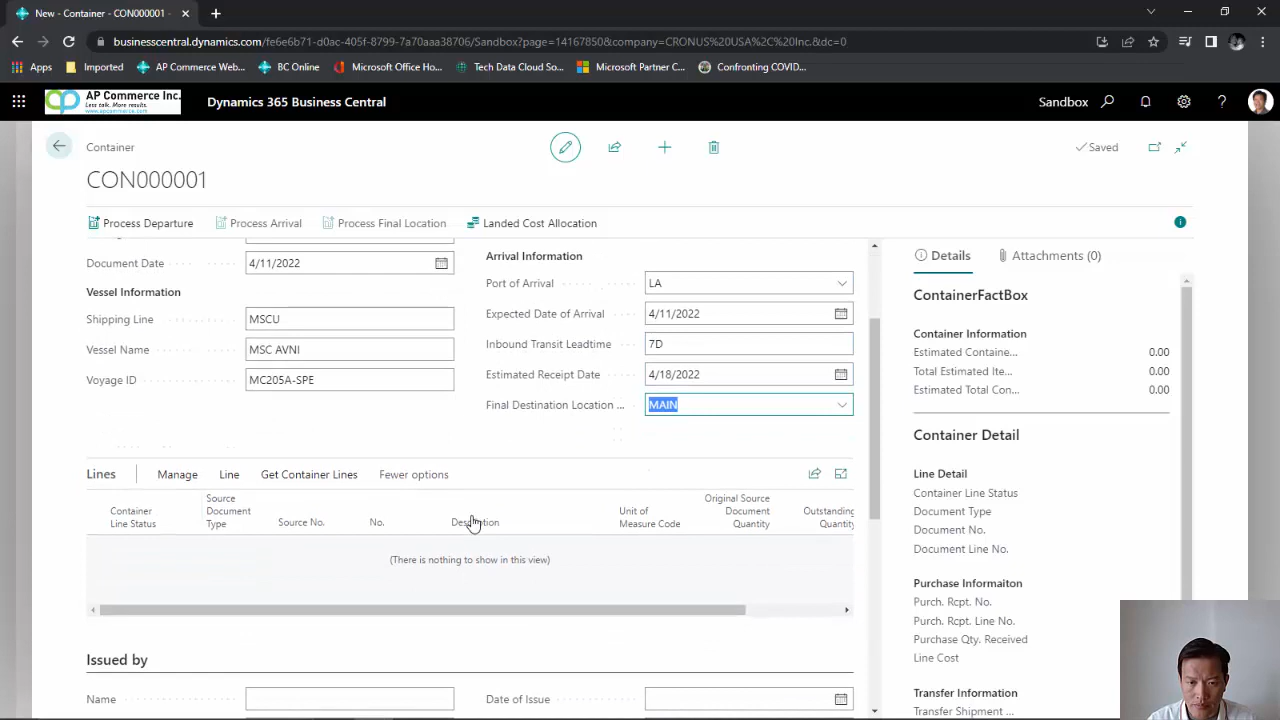 New - Container - CON000001 -
businesscentral.dynamics.com/fe6e6b71-d0ac-405f-8799-7a70aaa38706/Sandbox?page=14167850&company=CRONUS%20USA%2C%20Inc.&dc=0
Apps Imported AP Commerce Web... BC Online Microsoft Office Ho... Tech Data Cloud So... Microsoft Partner C... Confronting COVID...
AP Commerce Inc.
Less talk. More results.
www.apcommerce.com
Dynamics 365 Business Central
Sandbox
Container
Saved
CON000001
Process Departure Process Arrival Process Final Location Landed Cost Allocation
Document Date 4/11/2022
Vessel Information
Shipping Line MSCU
Vessel Name MSC AVNI
Voyage ID MC205A-SPE
Arrival Information
Port of Arrival LA
Expected Date of Arrival 4/11/2022
Inbound Transit Leadtime 7D
Estimated Receipt Date 4/18/2022
Final Destination Location ... MAIN
Details Attachments (0)
ContainerFactBox
Container Information
Estimated Containe... 0.00
Total Estimated Ite... 0.00
Estimated Total Con... 0.00
Container Detail
Line Detail
Container Line Status
Document Type
Document No.
Document Line No.
Purchase Informaiton
Purch. Rcpt. No.
Purch. Rcpt. Line No.
Purchase Qty. Received
Line Cost
Transfer Information
Transfer Shipment ...
Lines Manage Line Get Container Lines Fewer options
Container Line Status
Source Document Type
Source No.
No.
Description
Unit of Measure Code
Original Source Document Quantity
Outstanding Quantity
(There is nothing to show in this view)
Issued by
Name
Date of Issue